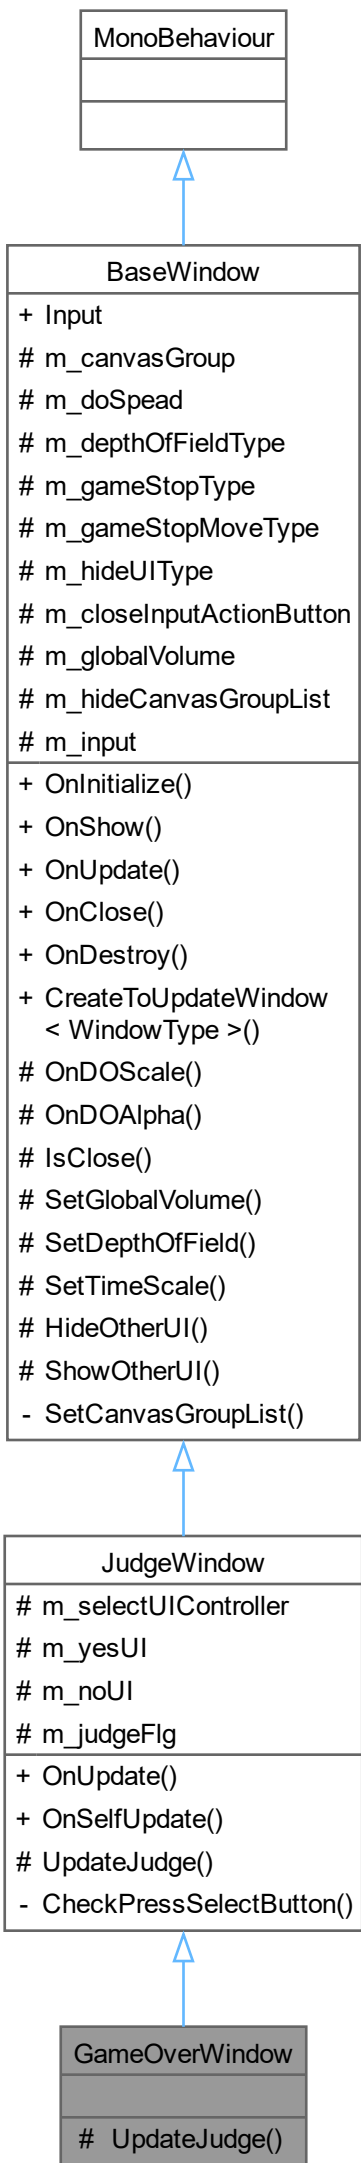 MonoBehaviour
BaseWindow
+ Input
# m_canvasGroup
# m_doSpead
# m_depthOfFieldType
# m_gameStopType
# m_gameStopMoveType
# m_hideUIType
# m_closeInputActionButton
# m_globalVolume
# m_hideCanvasGroupList
# m_input
+ OnInitialize()
+ OnShow()
+ OnUpdate()
+ OnClose()
+ OnDestroy()
+ CreateToUpdateWindow
< WindowType >()
# OnDOScale()
# OnDOAlpha()
# IsClose()
# SetGlobalVolume()
# SetDepthOfField()
# SetTimeScale()
# HideOtherUI()
# ShowOtherUI()
- SetCanvasGroupList()
JudgeWindow
# m_selectUIController
# m_yesUI
# m_noUI
# m_judgeFlg
+ OnUpdate()
+ OnSelfUpdate()
# UpdateJudge()
- CheckPressSelectButton()
GameOverWindow
# UpdateJudge()